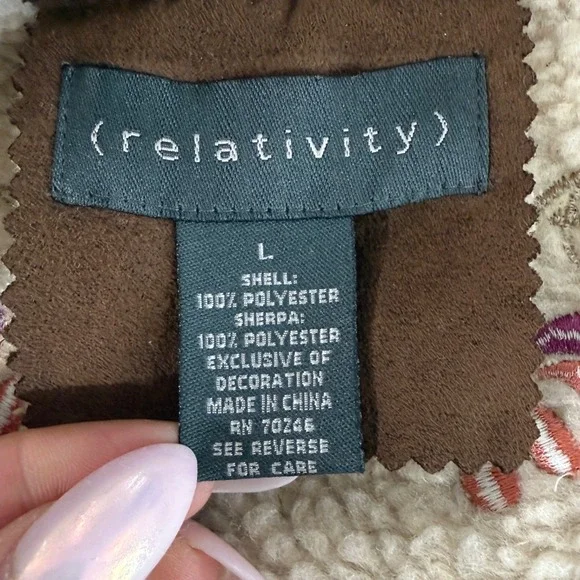 (relativity)
L
SHELL:
100% POLYESTER
SHERPA:
100% POLYESTER
EXCLUSIVE OF
DECORATION
MADE IN CHINA
RN 70246
SEE REVERSE
FOR CARE